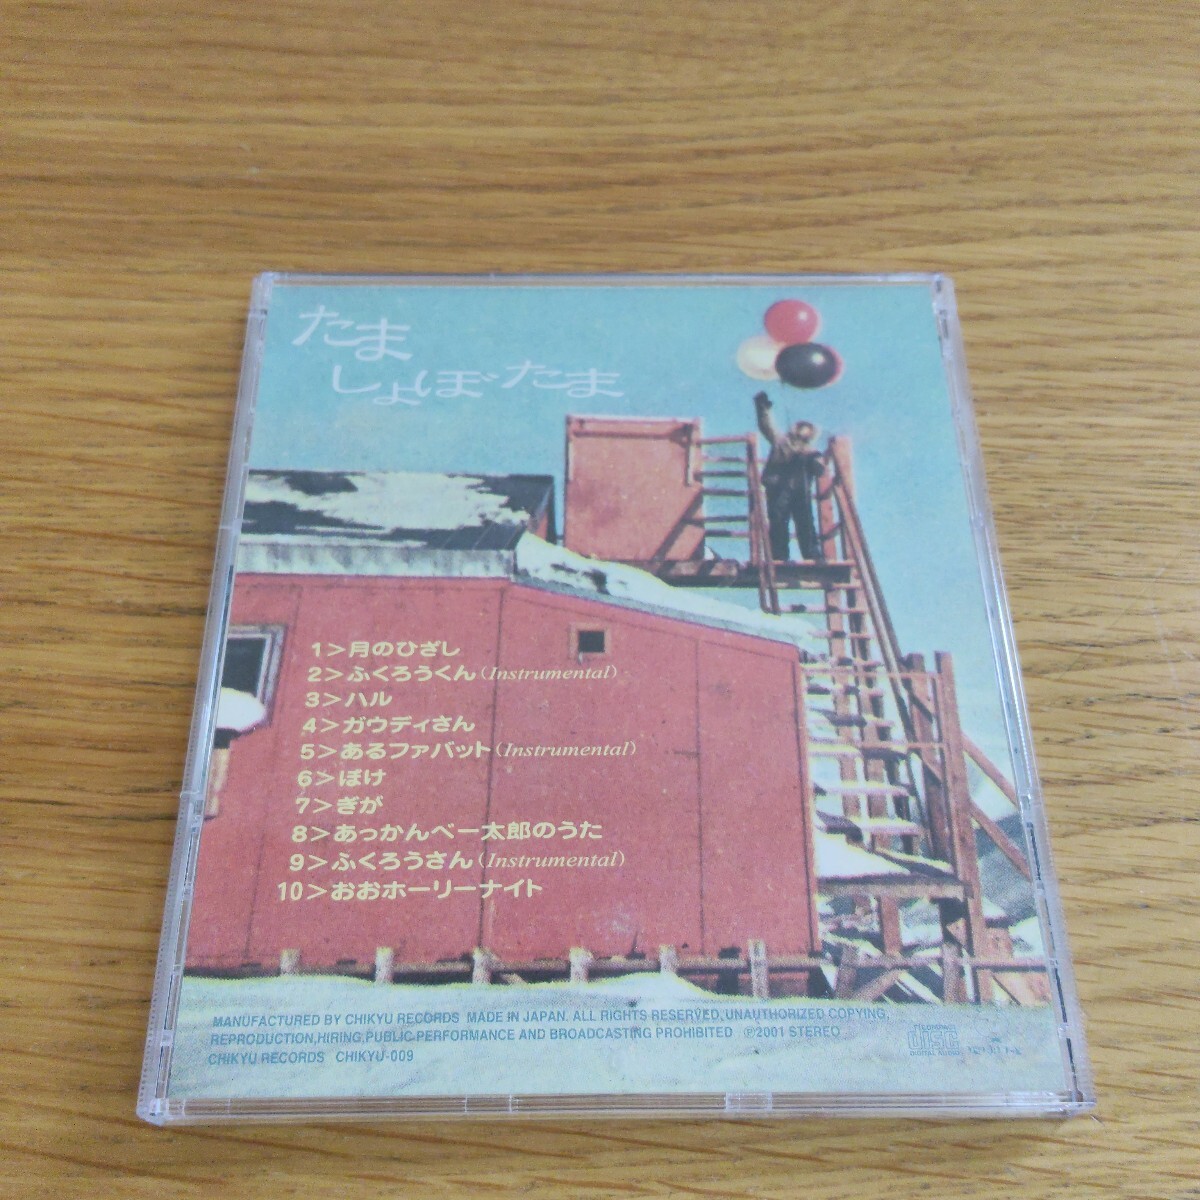 たま
しょぼたま
1>月のひざし
2>ふくろうくん(Instrumental)
3>ハル
4>ガウディさん
5>あるファバット(Instrumental)
6>ぼけ
7>ぎが
8>あっかんべー太郎のうた
9>ふくろうさん(Instrumental)
10>おおホーリーナイト
MANUFACTURED BY CHIKYU RECORDS MADE IN JAPAN. ALL RIGHTS RESERVED, UNAUTHORIZED COPYING,
REPRODUCTION, HIRING, PUBLIC PERFORMANCE AND BROADCASTING PROHIBITED ℗2001 STEREO
CHIKYU RECORDS CHIKYU-009
COMPACT
DISC
DIGITAL AUDIO